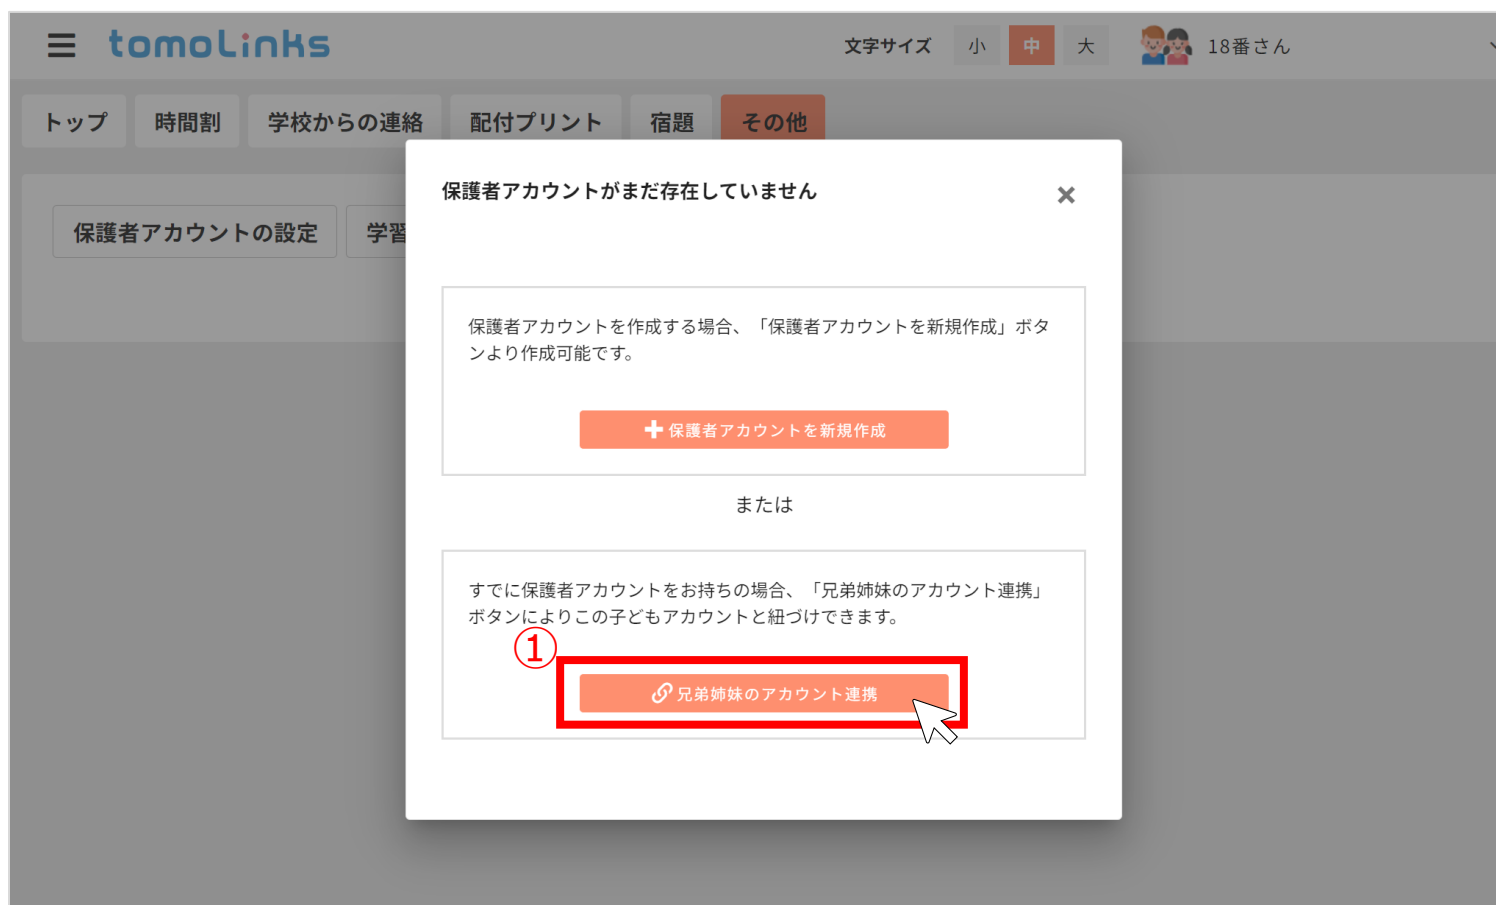 tomoLinks
文字サイズ 小 中 大 18番さん
トップ 時間割 学校からの連絡 配付プリント 宿題 その他
保護者アカウントの設定 学習
保護者アカウントがまだ存在していません
保護者アカウントを作成する場合、「保護者アカウントを新規作成」ボタ
ンより作成可能です。
保護者アカウントを新規作成
または
すでに保護者アカウントをお持ちの場合、「兄弟姉妹のアカウント連携」
ボタンによりこの子どもアカウントと紐づけできます。
①
兄弟姉妹のアカウント連携